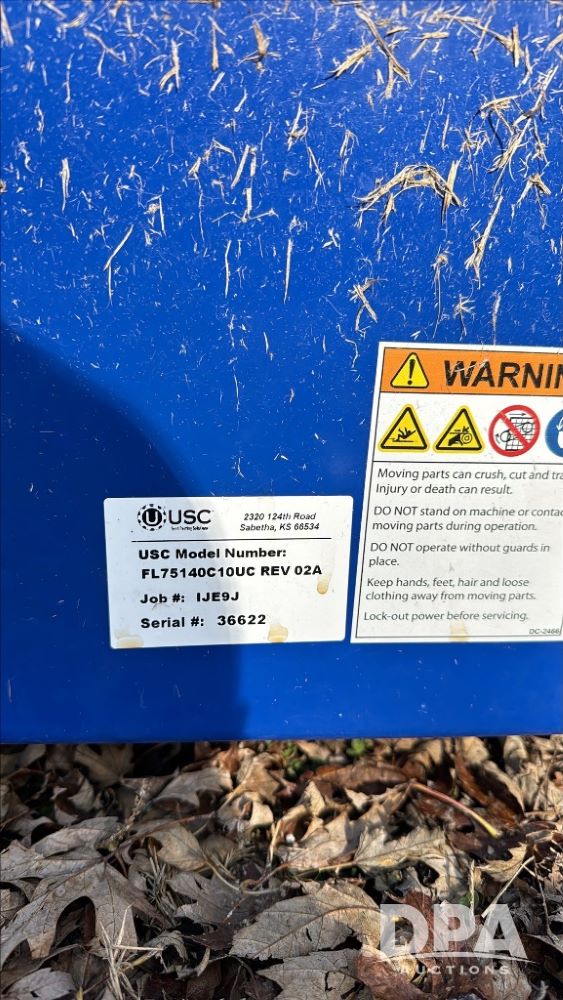 WARNIN
Moving parts can crush, cut and tra
Injury or death can result.
DO NOT stand on machine or contac
moving parts during operation.
DO NOT operate without guards in
place.
Keep hands, feet, hair and loose
clothing away from moving parts.
Lock-out power before servicing.
DC-2466
USC
2320 124th Road
Sabetha, KS 66534
USC Model Number:
FL75140C10UC REV 02A
Job #: IJE9J
Serial #: 36622
DPA
AUCTIONS